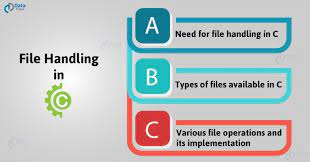 Data
Flair
File Handling
in
C
A
Need for file handling in C
B
Types of files available in C
C
Various file operations and
its implementation